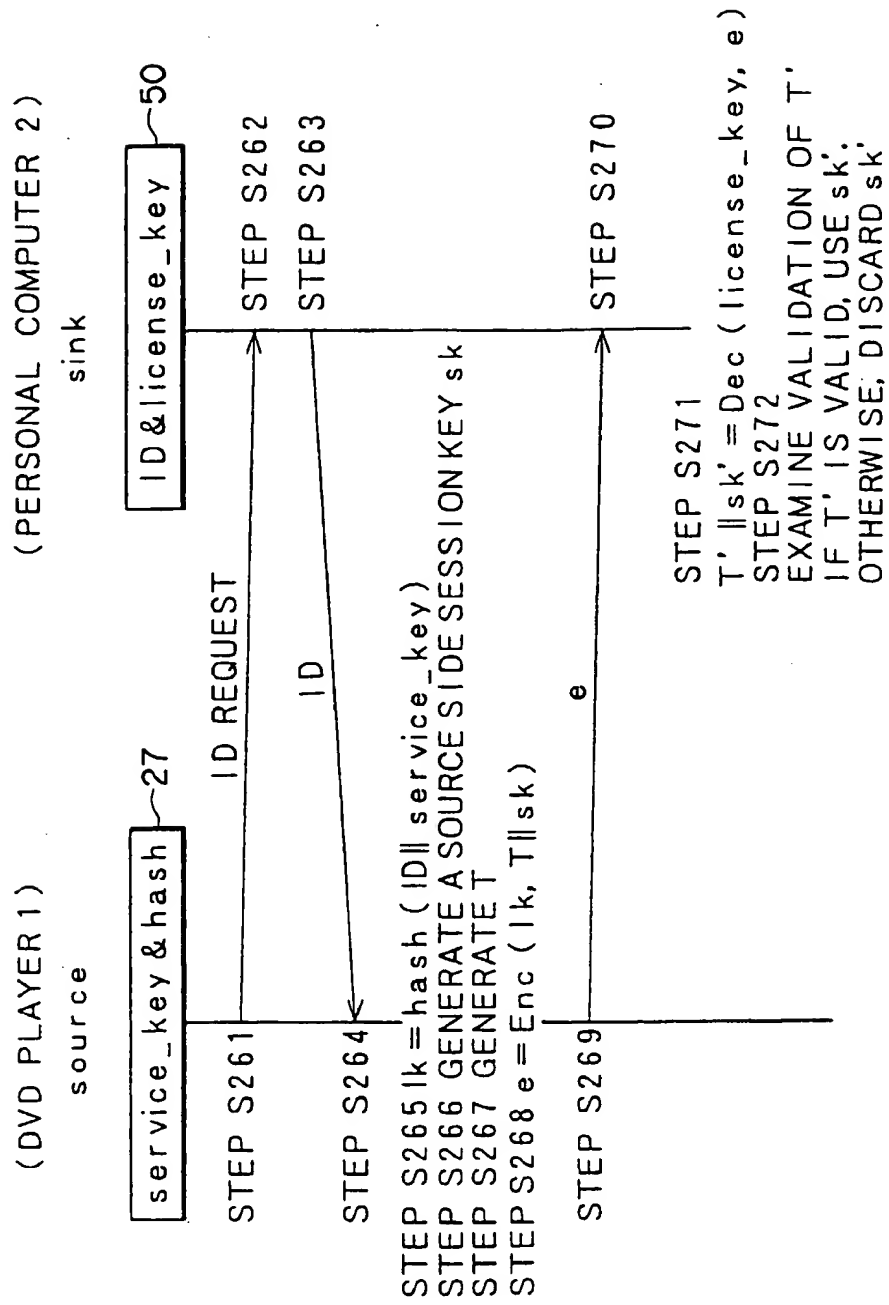 (DVD PLAYER1)
source
(PERSONAL COMPUTER 2)
sink
service_key&hash
27
ID&license_key
50
STEP S261
ID REQUEST
STEP S262
STEP S263
ID
STEP S264
STEP S265 lk=hash(ID||service_key)
STEP S266 GENERATE A SOURCE SIDE SESSION KEY sk
STEP S267 GENERATE T
STEP S268 e=Enc(lk, T||sk)
STEP S269
e
STEP S270
STEP S271
T'||sk'=Dec(license_key, e)
STEP S272
EXAMINE VALIDATION OF T'
IF T' IS VALID, USE sk'.
OTHERWISE, DISCARD sk'